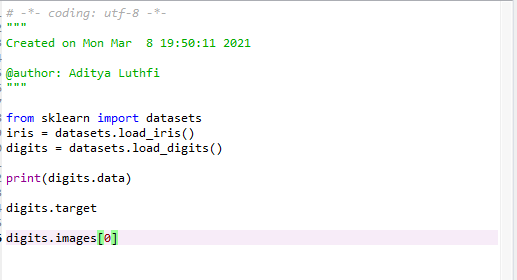 # -*- coding: utf-8 -*-
"""
Created on Mon Mar  8 19:50:11 2021
@author: Aditya Luthfi
"""
from sklearn import datasets
iris = datasets.load_iris()
digits = datasets.load_digits()
print(digits.data)
digits.target
digits.images[0]